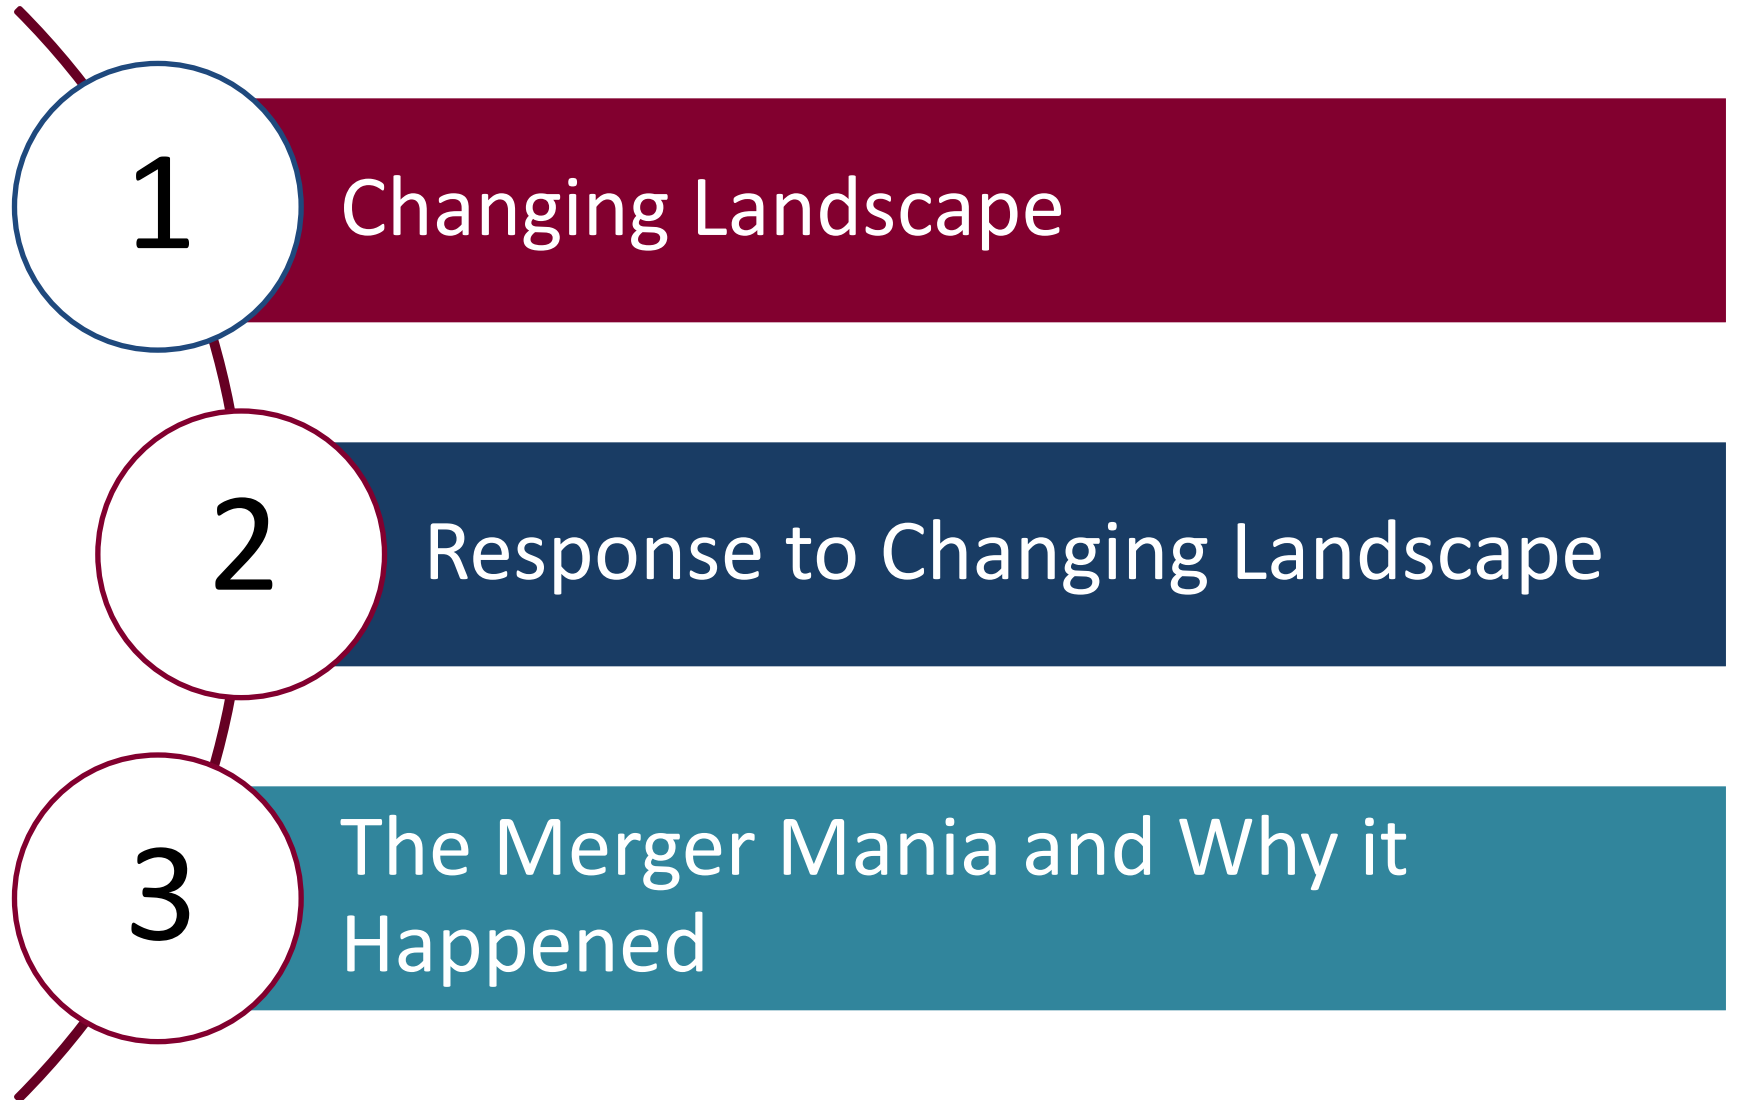 1
Changing Landscape
2
Response to Changing Landscape
3
The Merger Mania and Why it
Happened